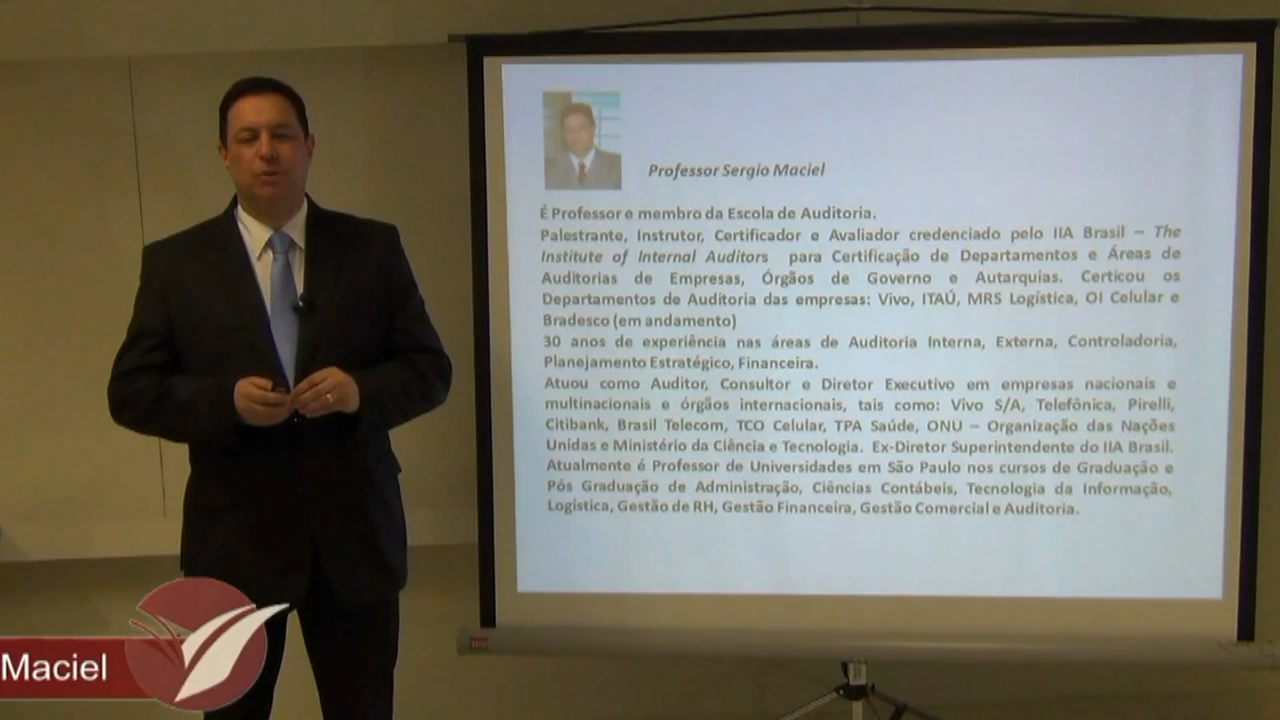 Professor Sergio Maciel
É Professor e membro da Escola de Auditoria.
Palestrante, Instrutor, Certificador e Avaliador credenciado pelo IIA Brasil – The
Institute of Internal Auditors para Certificação de Departamentos e Áreas de
Auditorias de Empresas, Órgãos de Governo e Autarquias. Certicou os
Departamentos de Auditoria das empresas: Vivo, ITAÚ, MRS Logística, OI Celular e
Bradesco (em andamento)
30 anos de experiência nas áreas de Auditoria Interna, Externa, Controladoria,
Planejamento Estratégico, Financeira.
Atuou como Auditor, Consultor e Diretor Executivo em empresas nacionais e
multinacionais e órgãos internacionais, tais como: Vivo S/A, Telefônica, Pirelli,
Citibank, Brasil Telecom, TCO Celular, TPA Saúde, ONU – Organização das Nações
Unidas e Ministério da Ciência e Tecnologia. Ex-Diretor Superintendente do IIA Brasil.
Atualmente é Professor de Universidades em São Paulo nos cursos de Graduação e
Pós Graduação de Administração, Ciências Contábeis, Tecnologia da Informação,
Logística, Gestão de RH, Gestão Financeira, Gestão Comercial e Auditoria.
Maciel